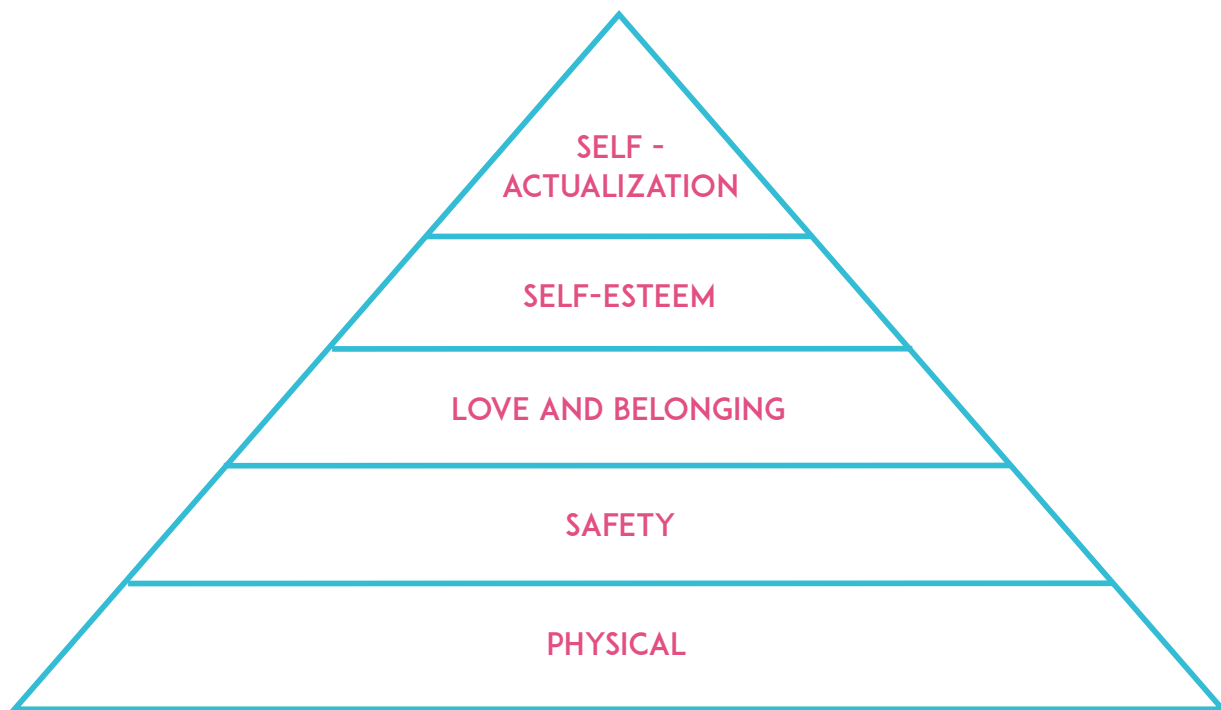 SELF -
ACTUALIZATION
SELF-ESTEEM
LOVE AND BELONGING
SAFETY
PHYSICAL